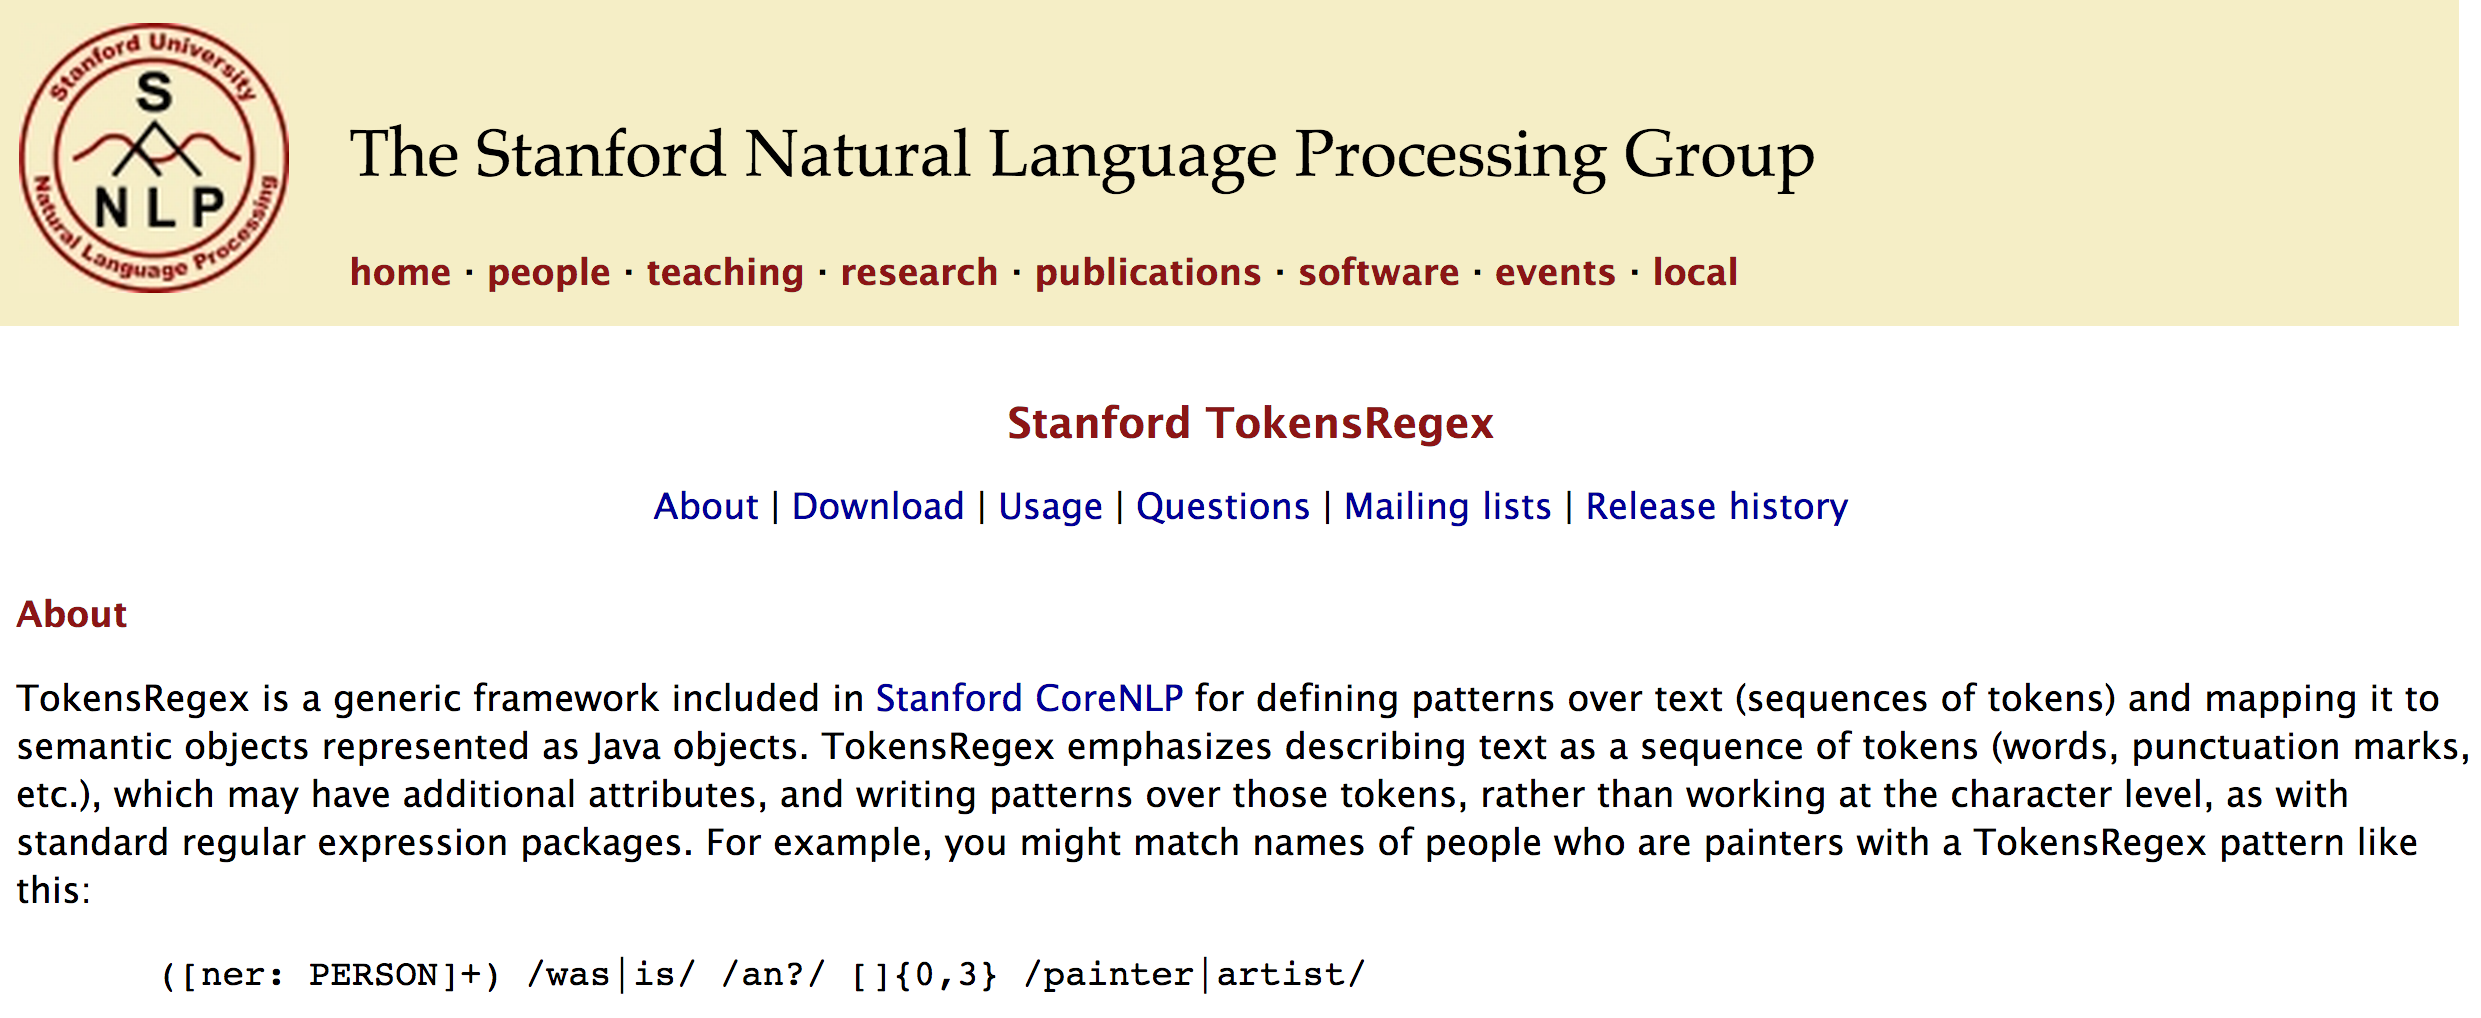 Stanford University
S
NLP
Natural Language Processing
The Stanford Natural Language Processing Group
home · people · teaching · research · publications · software · events · local
Stanford TokensRegex
About | Download | Usage | Questions | Mailing lists | Release history
About
TokensRegex is a generic framework included in Stanford CoreNLP for defining patterns over text (sequences of tokens) and mapping it to
semantic objects represented as Java objects. TokensRegex emphasizes describing text as a sequence of tokens (words, punctuation marks,
etc.), which may have additional attributes, and writing patterns over those tokens, rather than working at the character level, as with
standard regular expression packages. For example, you might match names of people who are painters with a TokensRegex pattern like
this:
([ner: PERSON]+) /was|is/ /an?/ []{0,3} /painter|artist/